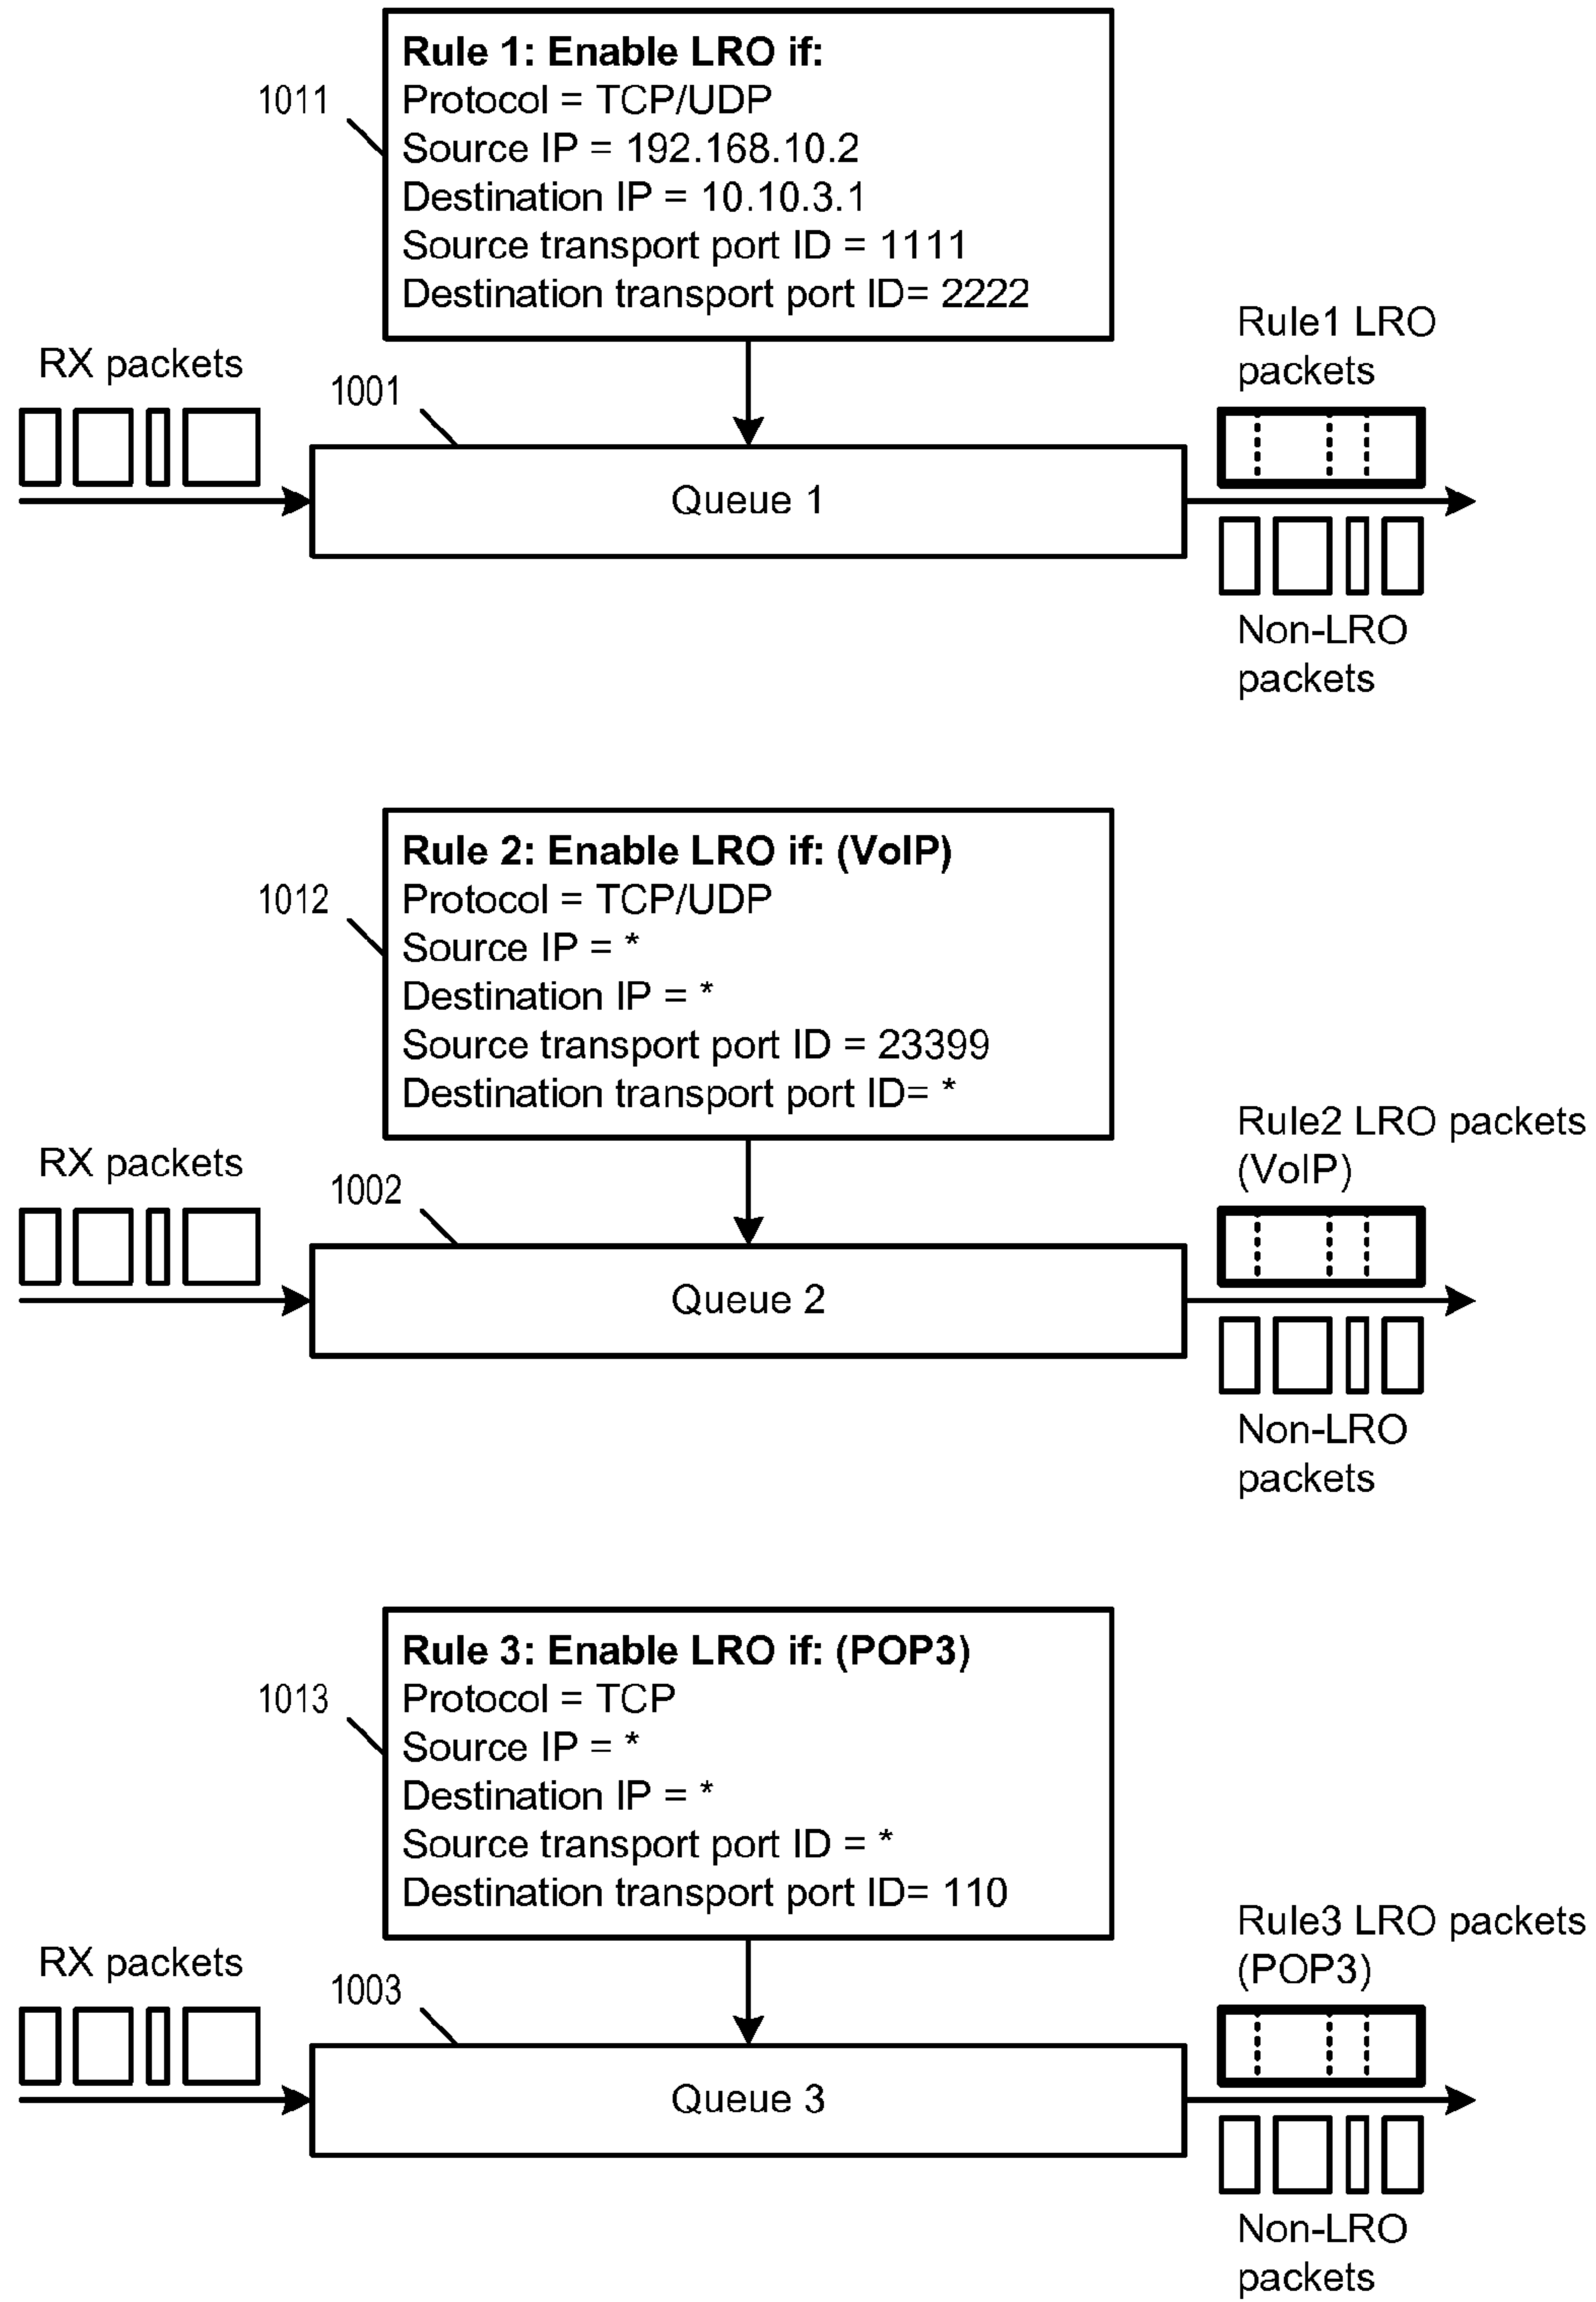 Rule 1: Enable LRO if:
Protocol = TCP/UDP
Source IP = 192.168.10.2
Destination IP = 10.10.3.1
Source transport port ID = 1111
Destination transport port ID= 2222
1011
RX packets
1001
Queue 1
Rule1 LRO
packets
Non-LRO
packets
Rule 2: Enable LRO if: (VoIP)
Protocol = TCP/UDP
Source IP = *
Destination IP = *
Source transport port ID = 23399
Destination transport port ID= *
1012
RX packets
1002
Queue 2
Rule2 LRO packets
(VoIP)
Non-LRO
packets
Rule 3: Enable LRO if: (POP3)
Protocol = TCP
Source IP = *
Destination IP = *
Source transport port ID = *
Destination transport port ID= 110
1013
RX packets
1003
Queue 3
Rule3 LRO packets
(POP3)
Non-LRO
packets